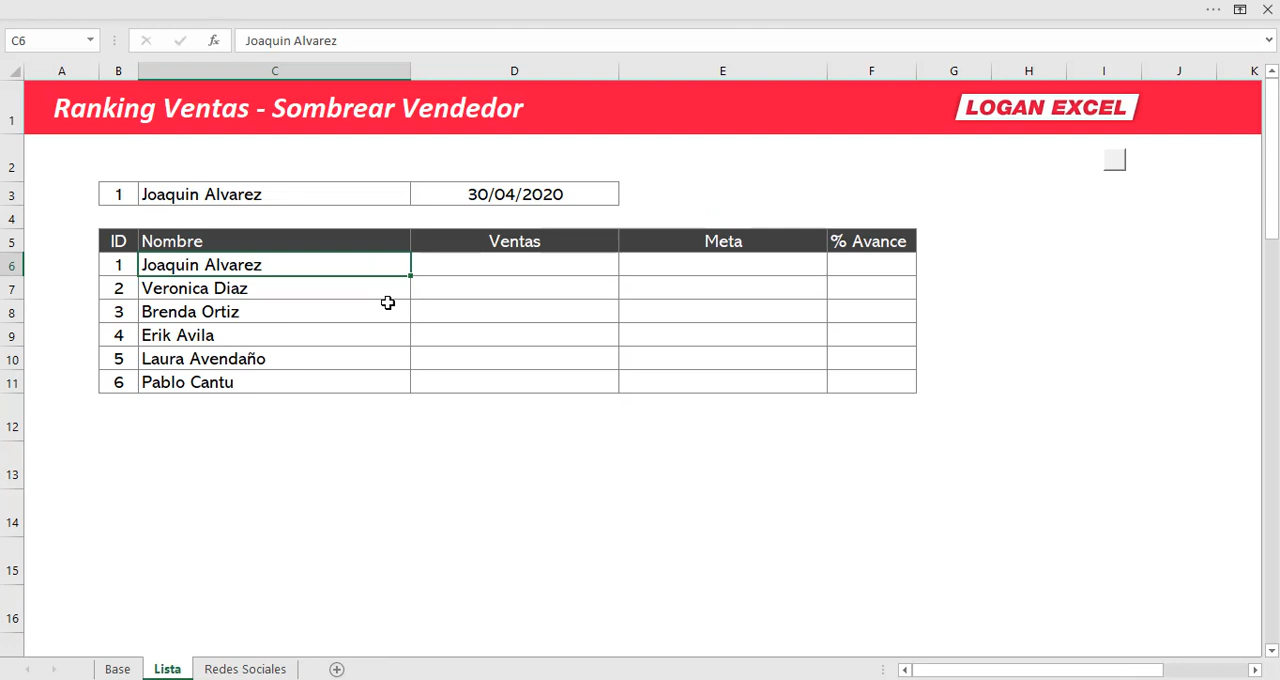 C6 fx Joaquin Alvarez
A B C D E F G H I J K
1 Ranking Ventas - Sombrear Vendedor LOGAN EXCEL
2
3 1 Joaquin Alvarez 30/04/2020
4
5 ID Nombre Ventas Meta % Avance
6 1 Joaquin Alvarez
7 2 Veronica Diaz
8 3 Brenda Ortiz
9 4 Erik Avila
10 5 Laura Avendaño
11 6 Pablo Cantu
12
13
14
15
16
Base Lista Redes Sociales